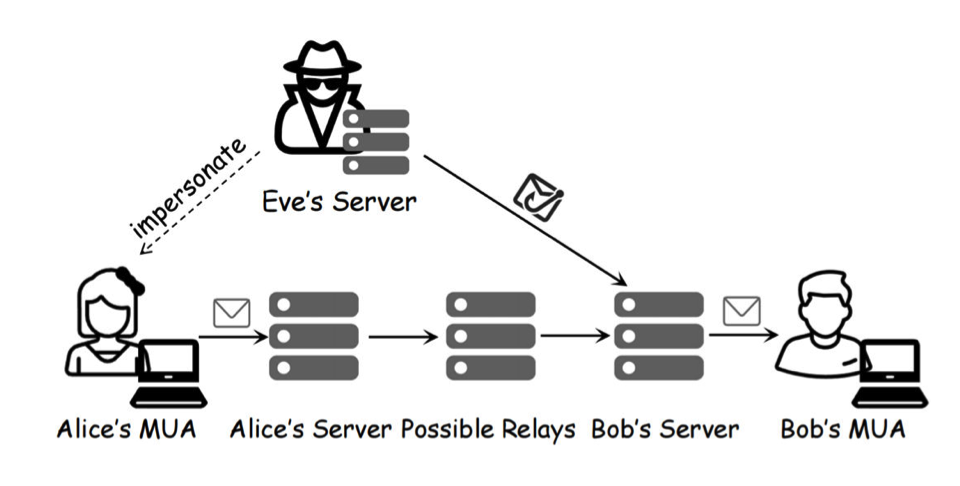 impersonate
Eve's Server
Alice's MUA
Alice's Server
Possible Relays
Bob's Server
Bob's MUA